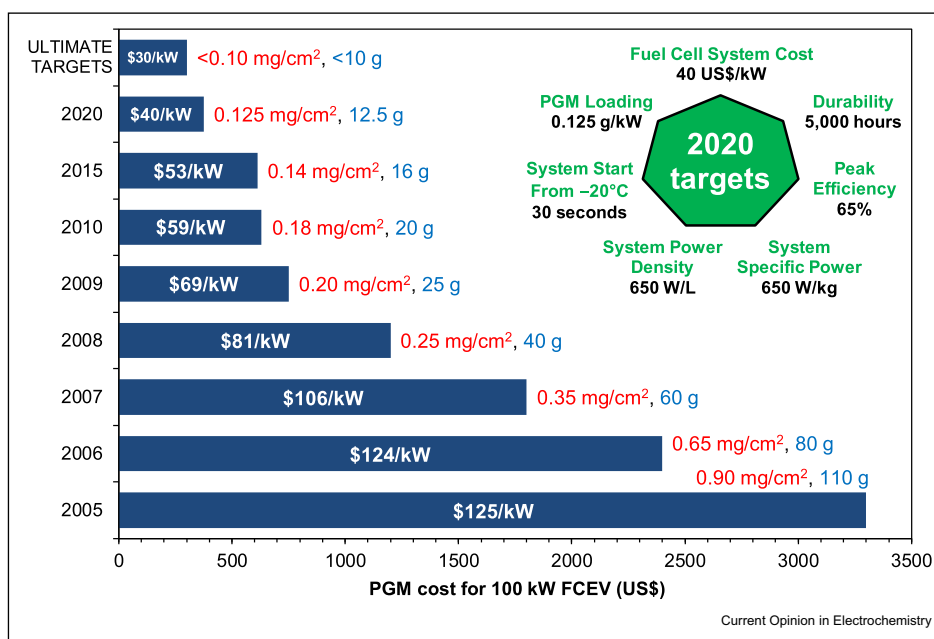 ULTIMATE
TARGETS
$30/kW
<0.10 mg/cm², <10 g
2020
$40/kW
0.125 mg/cm², 12.5 g
2015
$53/kW
0.14 mg/cm², 16 g
2010
$59/kW
0.18 mg/cm², 20 g
2009
$69/kW
0.20 mg/cm², 25 g
2008
$81/kW
0.25 mg/cm², 40 g
2007
$106/kW
0.35 mg/cm², 60 g
2006
$124/kW
0.65 mg/cm², 80 g
2005
$125/kW
0.90 mg/cm², 110 g
Fuel Cell System Cost
40 US$/kW
PGM Loading
0.125 g/kW
Durability
5,000 hours
2020
targets
System Start
From –20°C
30 seconds
Peak
Efficiency
65%
System Power
Density
650 W/L
System
Specific Power
650 W/kg
0 500 1000 1500 2000 2500 3000 3500
PGM cost for 100 kW FCEV (US$)
Current Opinion in Electrochemistry